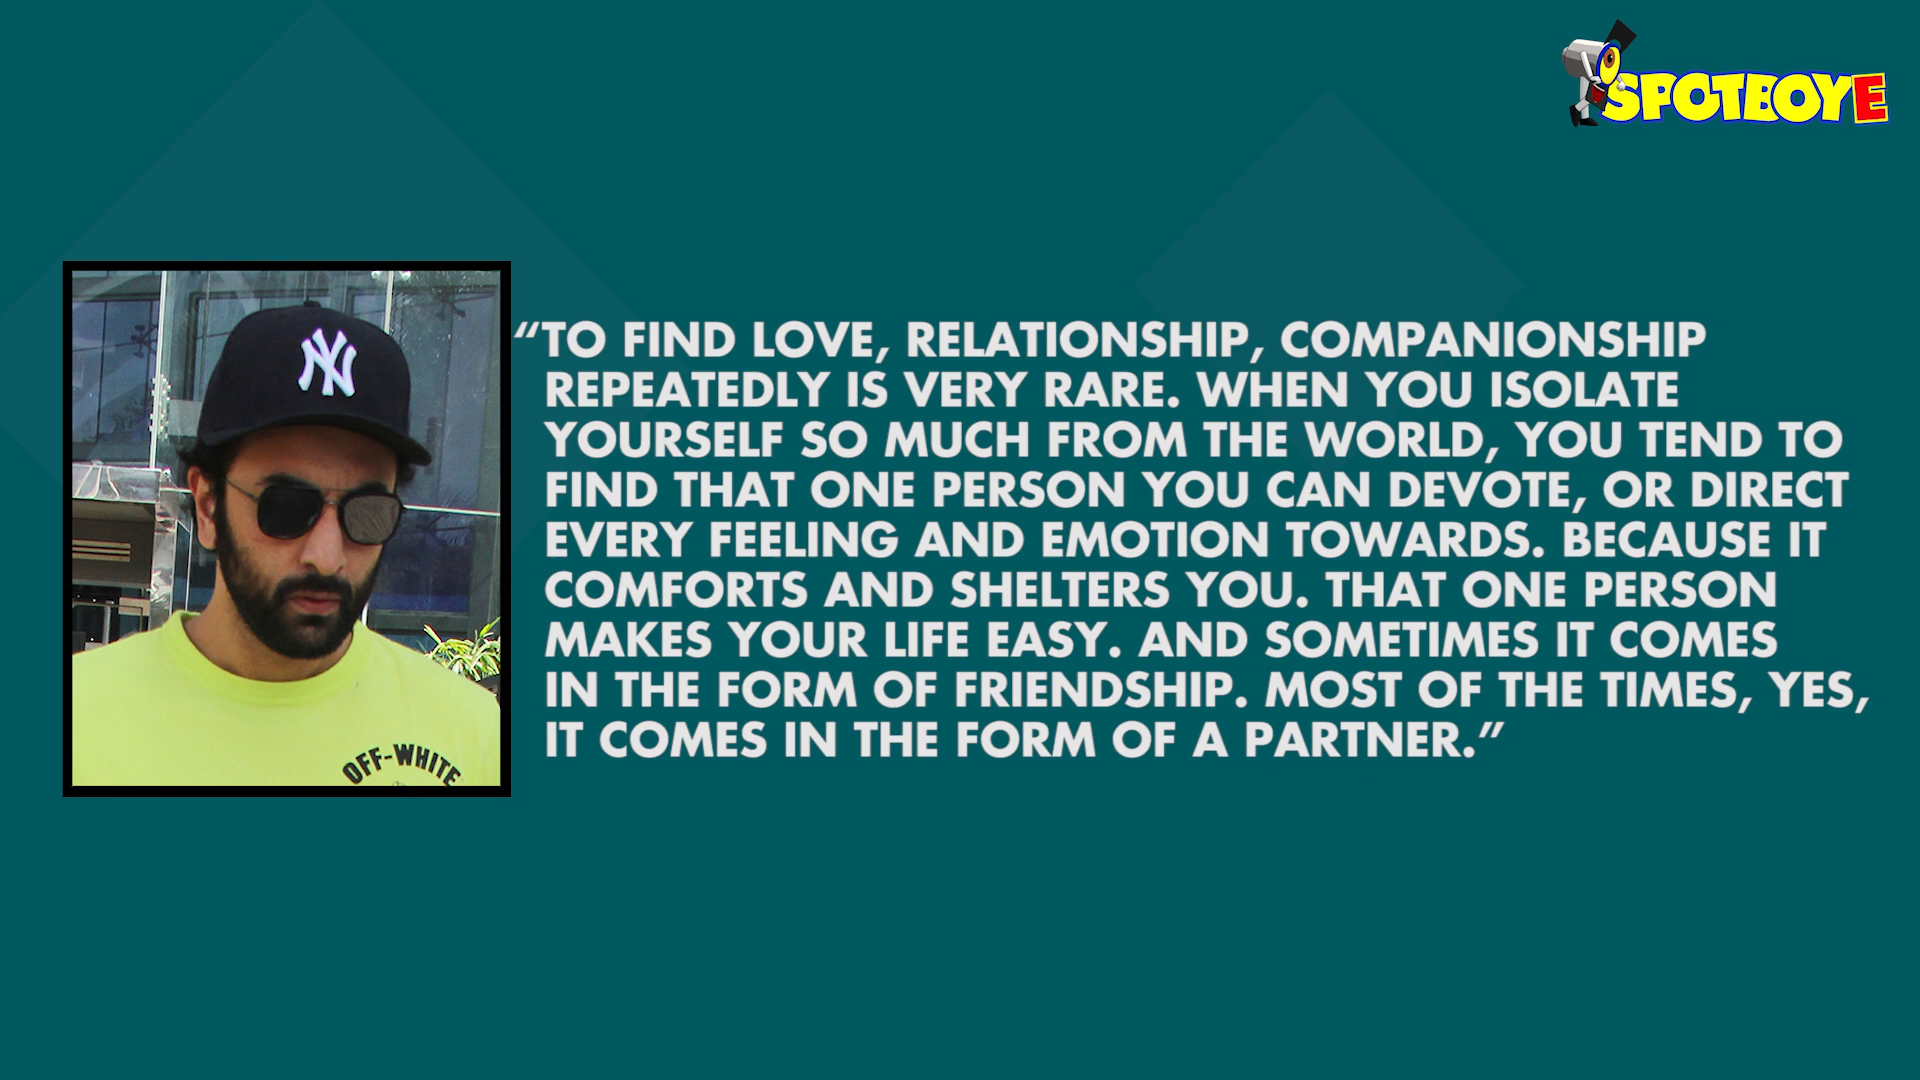 SPOTBOYE
NY
“TO FIND LOVE, RELATIONSHIP, COMPANIONSHIP
REPEATEDLY IS VERY RARE. WHEN YOU ISOLATE
YOURSELF SO MUCH FROM THE WORLD, YOU TEND TO
FIND THAT ONE PERSON YOU CAN DEVOTE, OR DIRECT
EVERY FEELING AND EMOTION TOWARDS. BECAUSE IT
COMFORTS AND SHELTERS YOU. THAT ONE PERSON
MAKES YOUR LIFE EASY. AND SOMETIMES IT COMES
IN THE FORM OF FRIENDSHIP. MOST OF THE TIMES, YES,
IT COMES IN THE FORM OF A PARTNER.”
OFF-WHITE